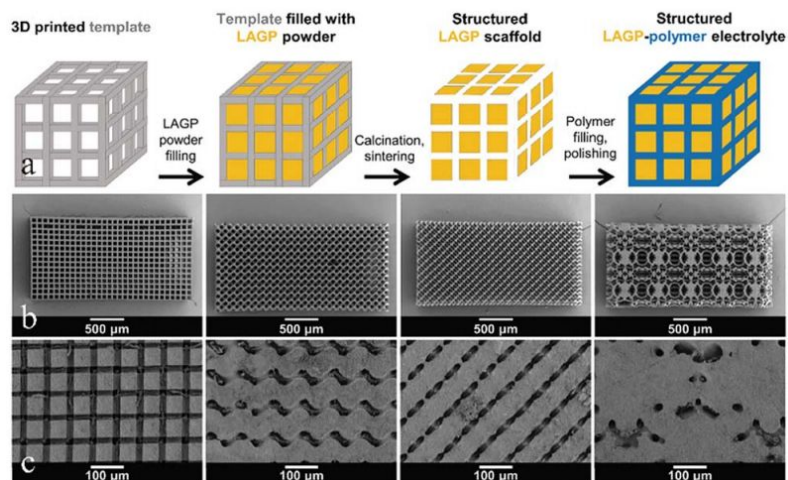 3D printed template
Template filled with
LAGP powder
Structured
LAGP scaffold
Structured
LAGP-polymer electrolyte
LAGP
powder
filling
Calcination,
sintering
Polymer
filling,
polishing
a
b
500 µm
500 µm
500 µm
500 µm
c
100 µm
100 µm
100 µm
100 µm